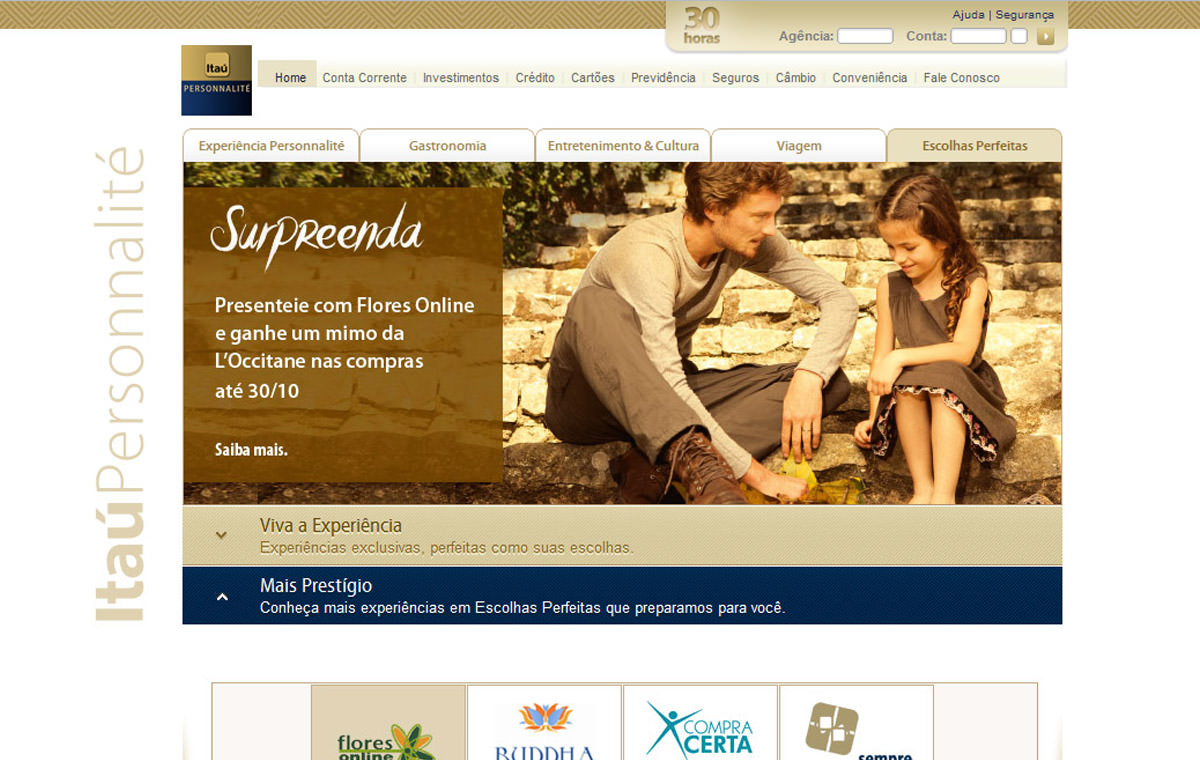 30
horas
Ajuda | Segurança
Agência: Conta:
Itaú
PERSONNALITÉ
Home Conta Corrente Investimentos Crédito Cartões Previdência Seguros Câmbio Conveniência Fale Conosco
Experiência Personnalité Gastronomia Entretenimento & Cultura Viagem Escolhas Perfeitas
ItaúPersonnalité
Surpreenda
Presenteie com Flores Online
e ganhe um mimo da
L'Occitane nas compras
até 30/10
Saiba mais.
Viva a Experiência
Experiências exclusivas, perfeitas como suas escolhas.
Mais Prestígio
Conheça mais experiências em Escolhas Perfeitas que preparamos para você.
flores
online
BUDDHA
COMPRA
CERTA
sempre